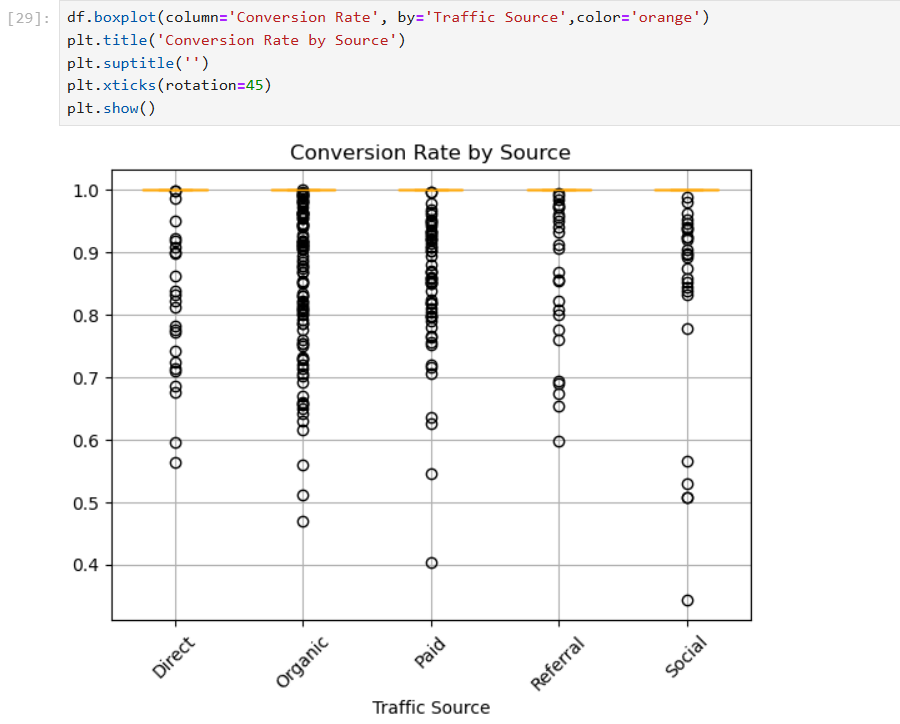 [29]: df.boxplot(column='Conversion Rate', by='Traffic Source',color='orange')
plt.title('Conversion Rate by Source')
plt.suptitle('')
plt.xticks(rotation=45)
plt.show()
Conversion Rate by Source
1.0
0.9
0.8
0.7
0.6
0.5
0.4
Direct
Organic
Paid
Referral
Social
Traffic Source